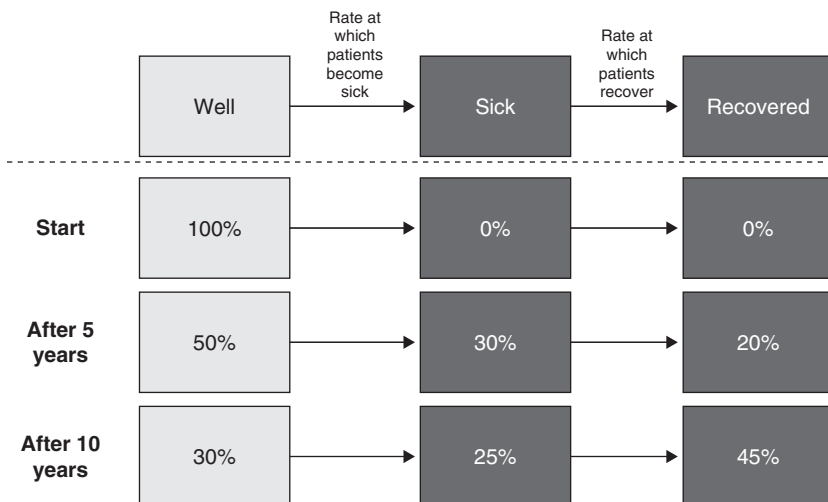 Rate at
which
patients
become
sick
Rate at
which
patients
recover
Well
Sick
Recovered
Start
100%
0%
0%
After 5
years
50%
30%
20%
After 10
years
30%
25%
45%